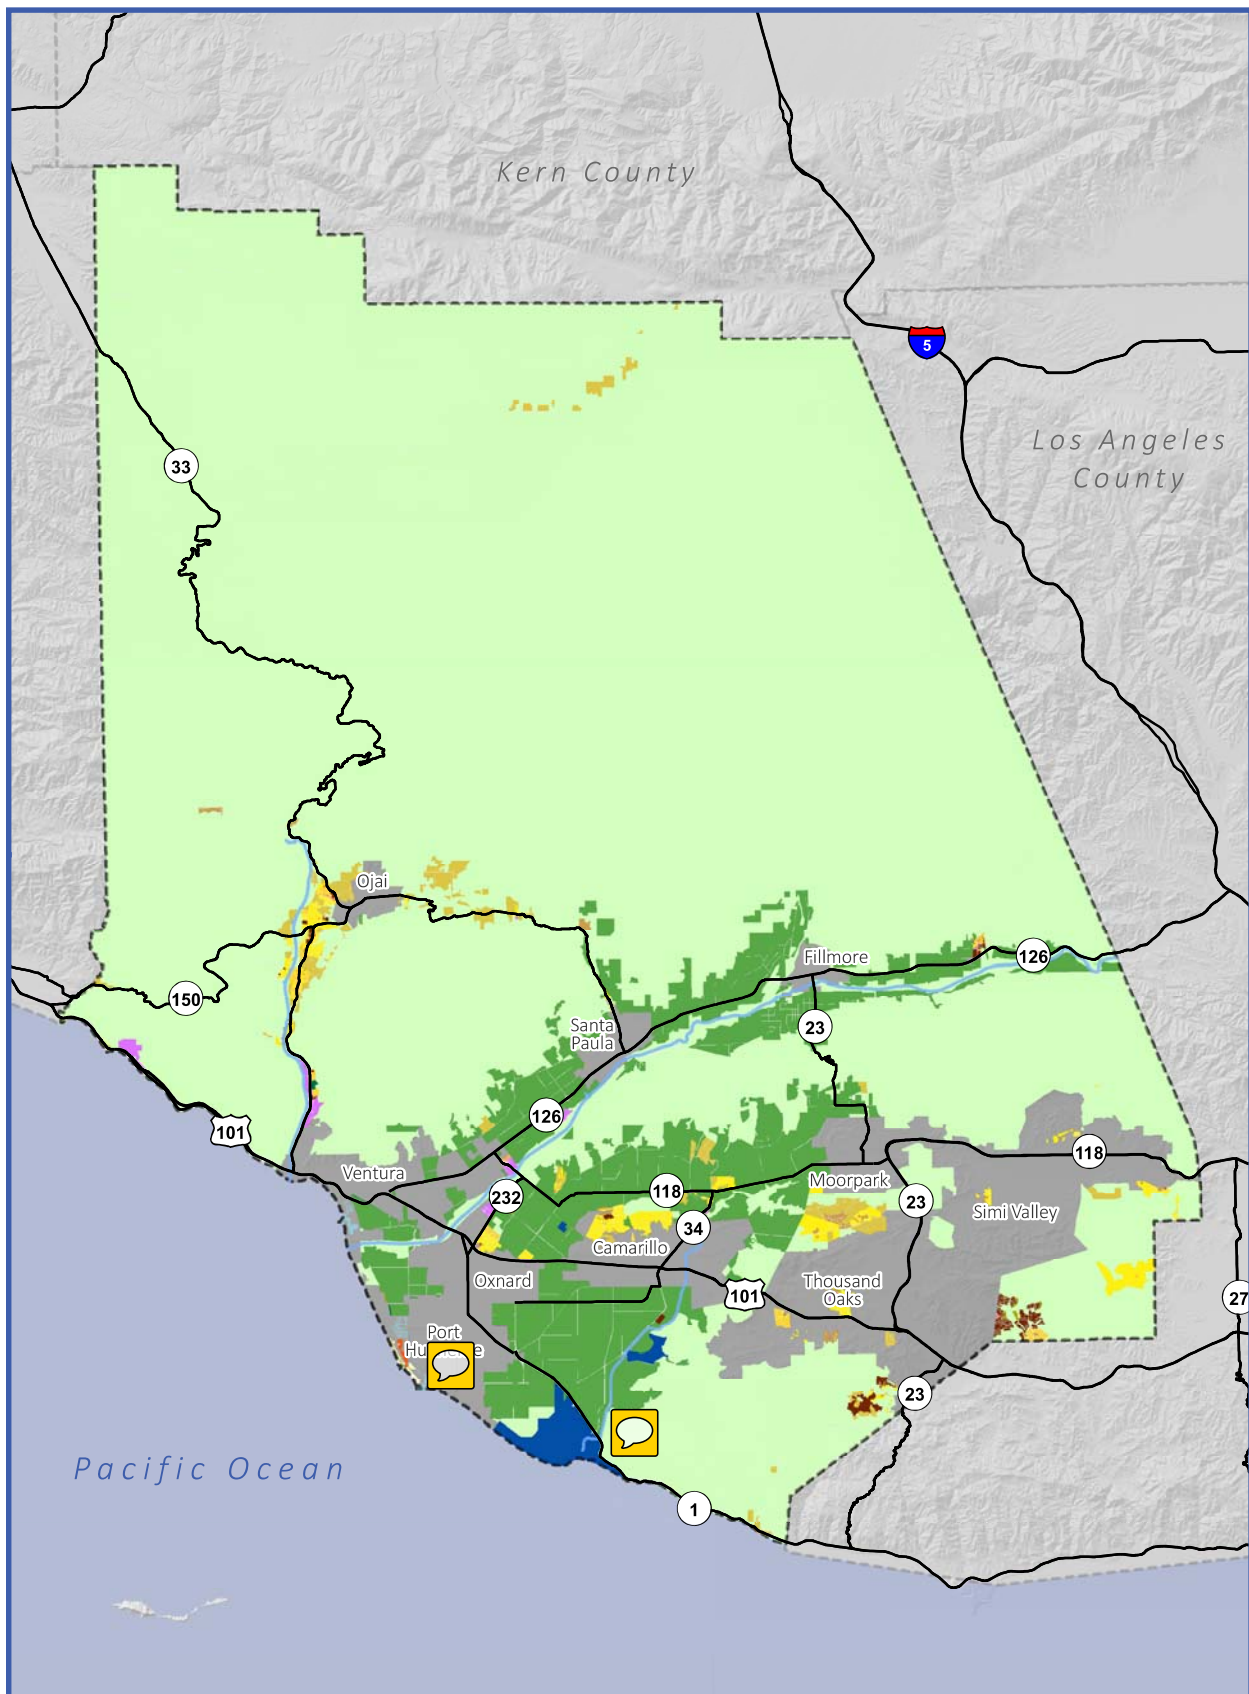 Kern County
5
Los Angeles
County
33
Ojai
Fillmore
126
150
Santa
Paula
23
126
101
118
Ventura
Moorpark
118
232
23
Simi Valley
34
Camarillo
Oxnard
Thousand
Oaks
101
27
Port
23
Pacific Ocean
1